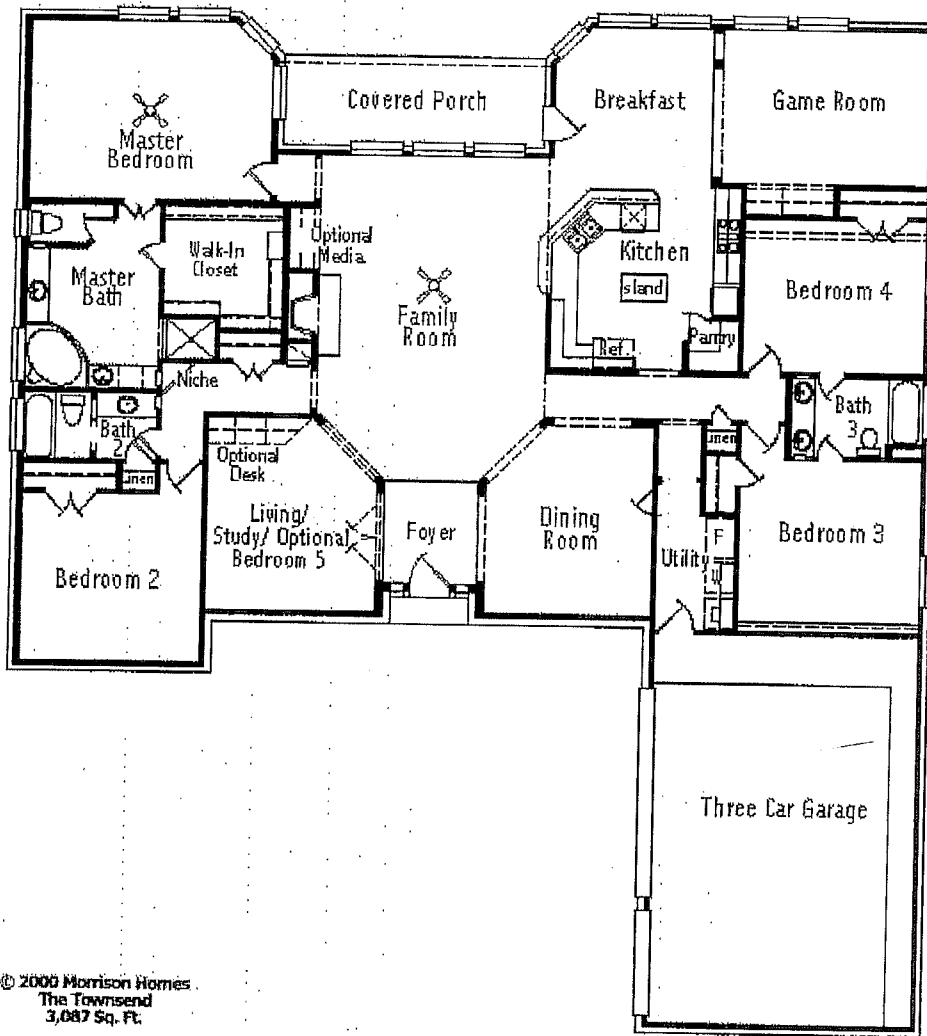 Covered Porch
Breakfast
Game Room
Master
Bedroom
Optional
Media
Walk-In
Closet
Kitchen
sland
Master
Bath
Family
Room
Bedroom 4
Pantry
Ref.
Niche
Bath
2
Bath
3
Linen
Linen
Optional
Desk
Living/
Study/ Optional
Bedroom 5
Foyer
Dining
Room
F
Utility
W
D
Bedroom 3
Bedroom 2
Three Car Garage
© 2000 Morrison Homes
The Townsend
3,087 Sq. Ft.